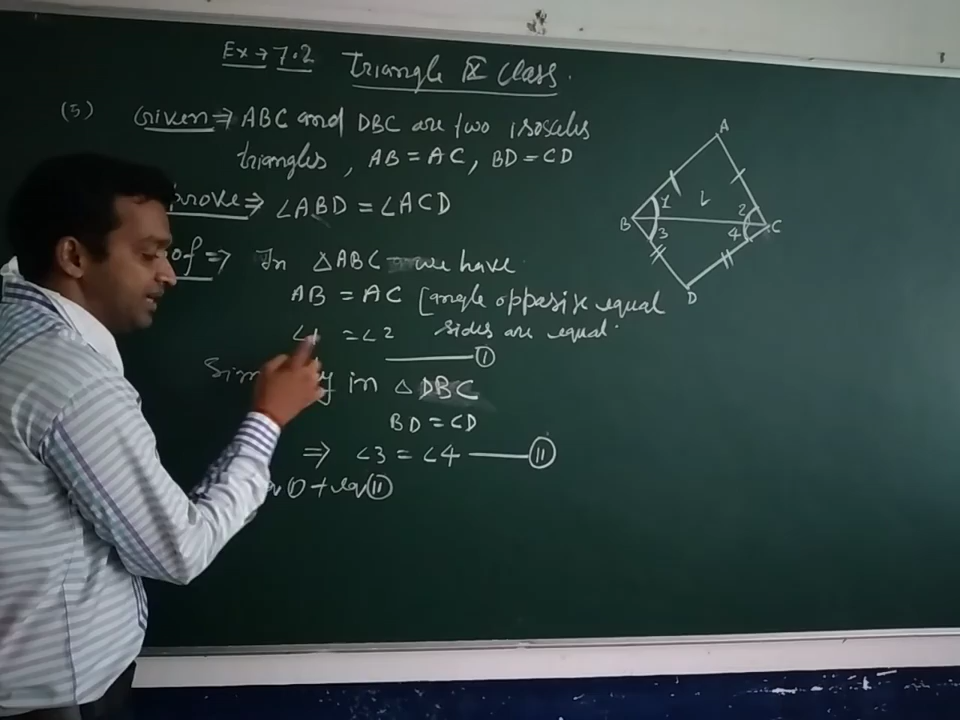 Ex → 7.2 Triangle IX Class.
(5) Given ⇒ ABC and DBC are two isosceles
triangles, AB = AC, BD = CD
prove ⇒ ∠ABD = ∠ACD
of ⇒ In △ABC we have
AB = AC [angle opposite equal
∠1 = ∠2 sides are equal.
——— (I)
in △ DBC
BD = CD
⇒ ∠3 = ∠4 ——— (II)
(I) + eq (II)
A
B 1 2 C
3 4
D